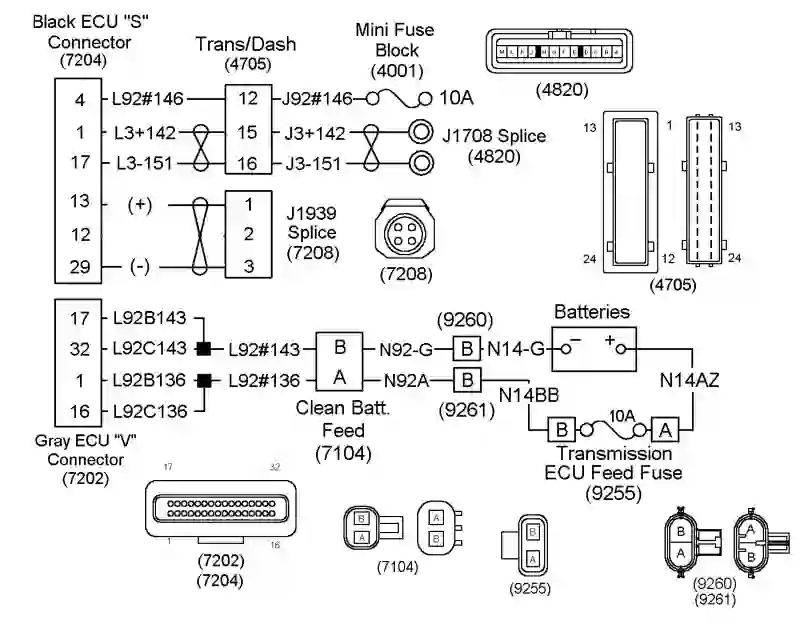 Black ECU "S"
Connector
(7204)
Trans/Dash
(4705)
Mini Fuse
Block
(4001)
(4820)
4 L92#146 12 J92#146 10A
1 L3+142 15 J3+142
17 L3-151 16 J3-151
J1708 Splice
(4820)
13 (+) 1
12 2
29 (-) 3
J1939
Splice
(7208)
(7208)
13 1 13
24 12 24
(4705)
17 L92B143
32 L92C143 L92#143 B N92-G B N14-G
1 L92B136 L92#136 A N92A B N14BB
16 L92C136
(9260)
(9261)
Batteries
- +
N14AZ
B 10A A
Transmission
ECU Feed Fuse
(9255)
Clean Batt.
Feed
(7104)
Gray ECU "V"
Connector
(7202)
17 32
1 16
(7202)
(7204)
B A
A B
(7104)
B
A
(9255)
B A
A B
(9260)
(9261)